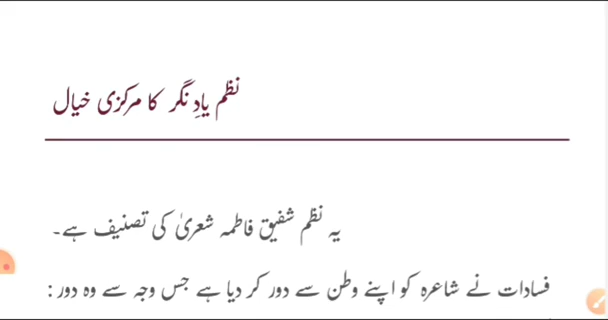 نظم یادِ نگر کا مرکزی خیال
یہ نظم شفیق فاطمہ شعریٰ کی تصنیف ہے۔
فسادات نے شاعرہ کو اپنے وطن سے دور کر دیا ہے جس وجہ سے وہ دور :